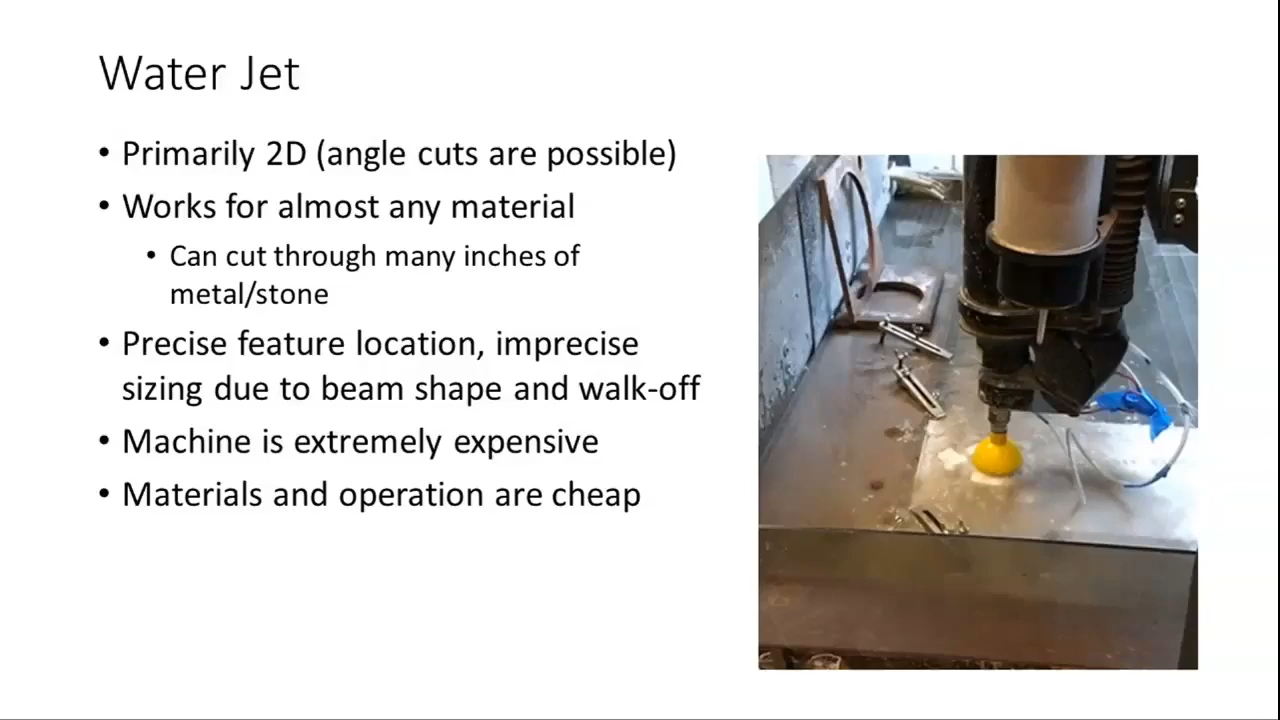 Water Jet
• Primarily 2D (angle cuts are possible)
• Works for almost any material
• Can cut through many inches of
metal/stone
• Precise feature location, imprecise
sizing due to beam shape and walk-off
• Machine is extremely expensive
• Materials and operation are cheap